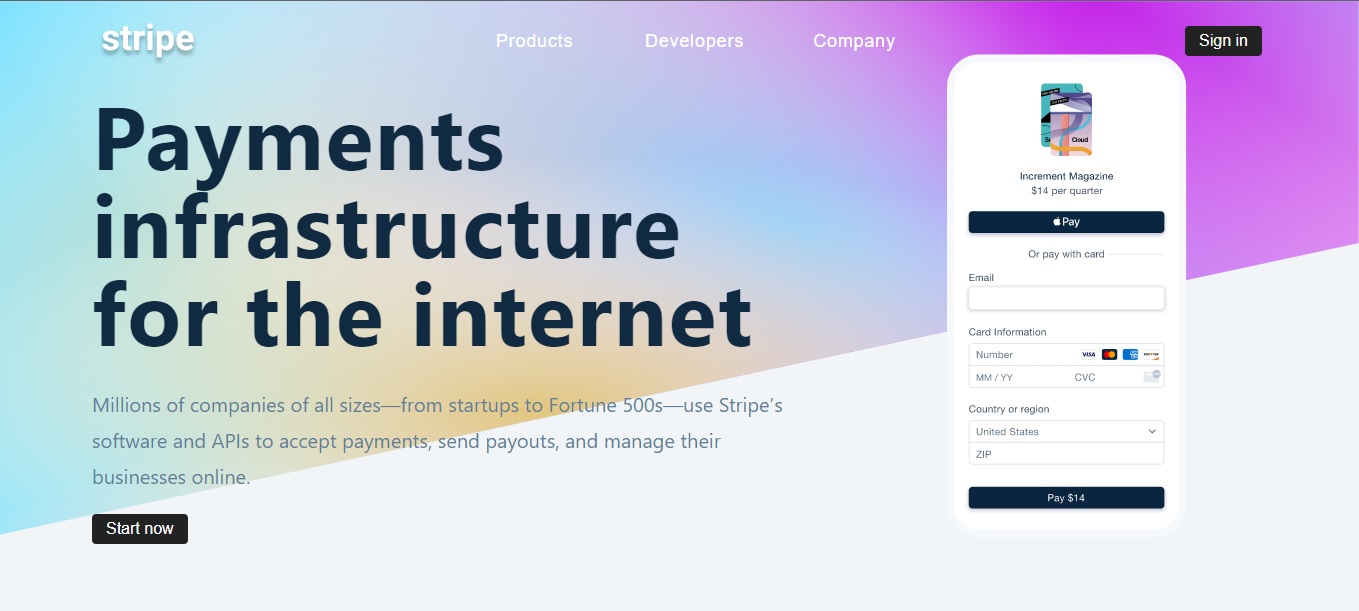 stripe
Products
Developers
Company
Sign in
Payments
infrastructure
for the internet
Millions of companies of all sizes—from startups to Fortune 500s—use Stripe’s
software and APIs to accept payments, send payouts, and manage their
businesses online.
Start now
Cloud
Increment Magazine
$14 per quarter
Pay
Or pay with card
Email
Card Information
Number
VISA
MM / YY
CVC
Country or region
United States
ZIP
Pay $14